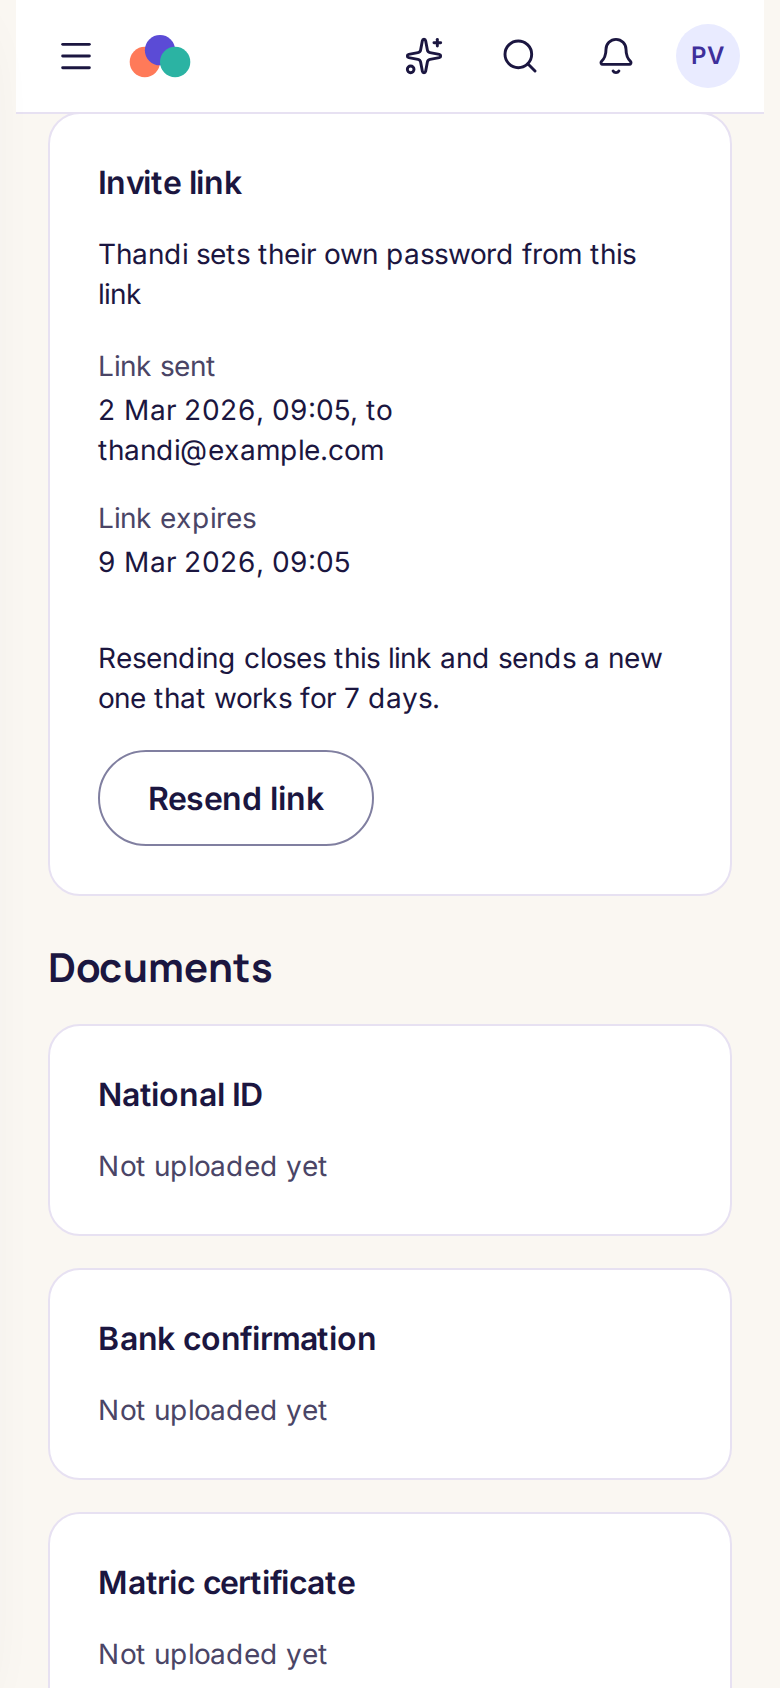 PV
Invite link
Thandi sets their own password from this
link
Link sent
2 Mar 2026, 09:05, to
thandi@example.com
Link expires
9 Mar 2026, 09:05
Resending closes this link and sends a new
one that works for 7 days.
Resend link
Documents
National ID
Not uploaded yet
Bank confirmation
Not uploaded yet
Matric certificate
Not uploaded yet